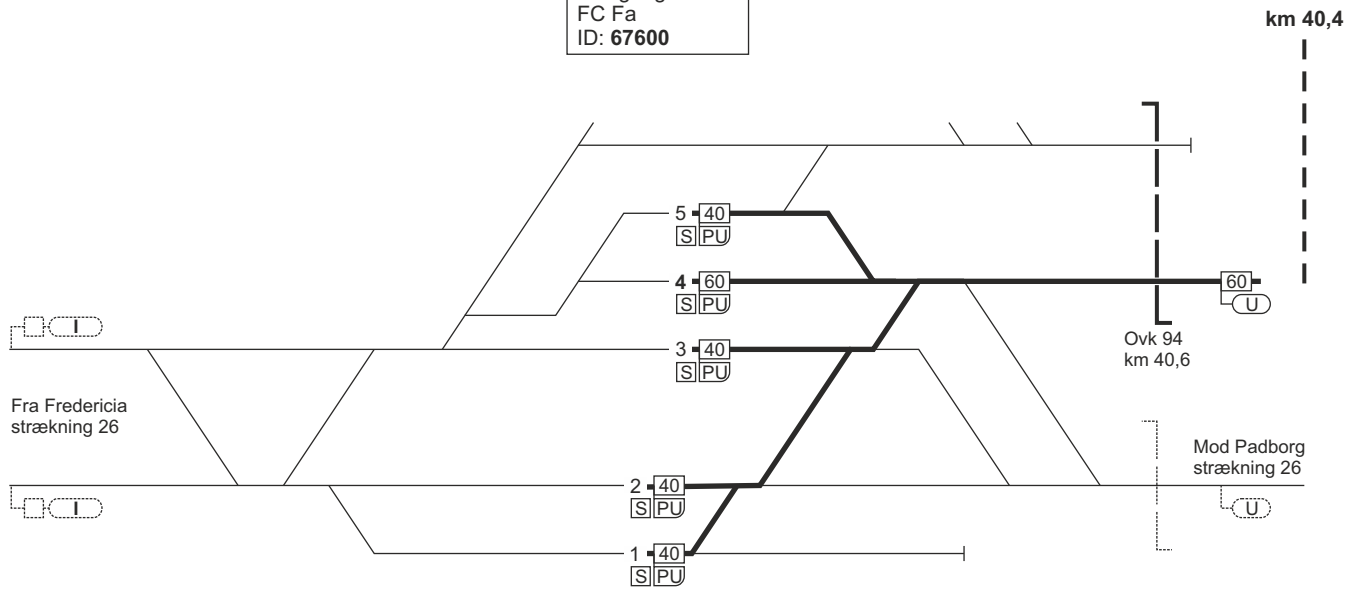 FC Fa
ID: 67600
km 40,4
5 40
S PU
4 60
S PU
60
U
I
3 40
S PU
Ovk 94
km 40,6
Fra Fredericia
strækning 26
Mod Padborg
strækning 26
2 40
S PU
I
U
1 40
S PU